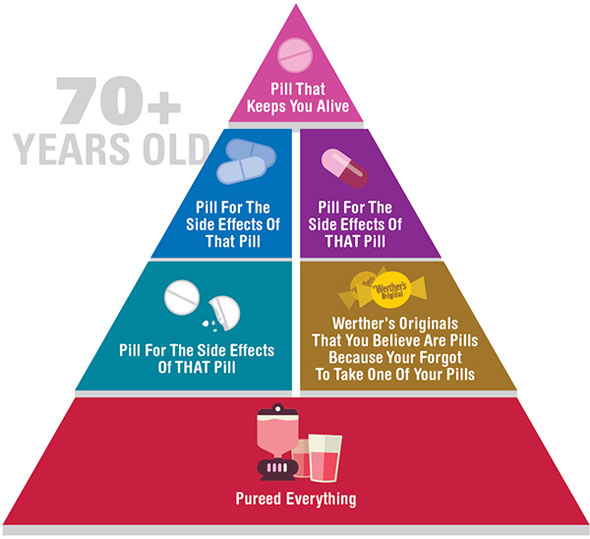 70+
YEARS OLD
Pill That
Keeps You Alive
Pill For The
Side Effects Of
That Pill
Pill For The
Side Effects Of
THAT Pill
Pill For The Side Effects
Of THAT Pill
Werther's
Original
Werther's Originals
That You Believe Are Pills
Because Your Forgot
To Take One Of Your Pills
Pureed Everything